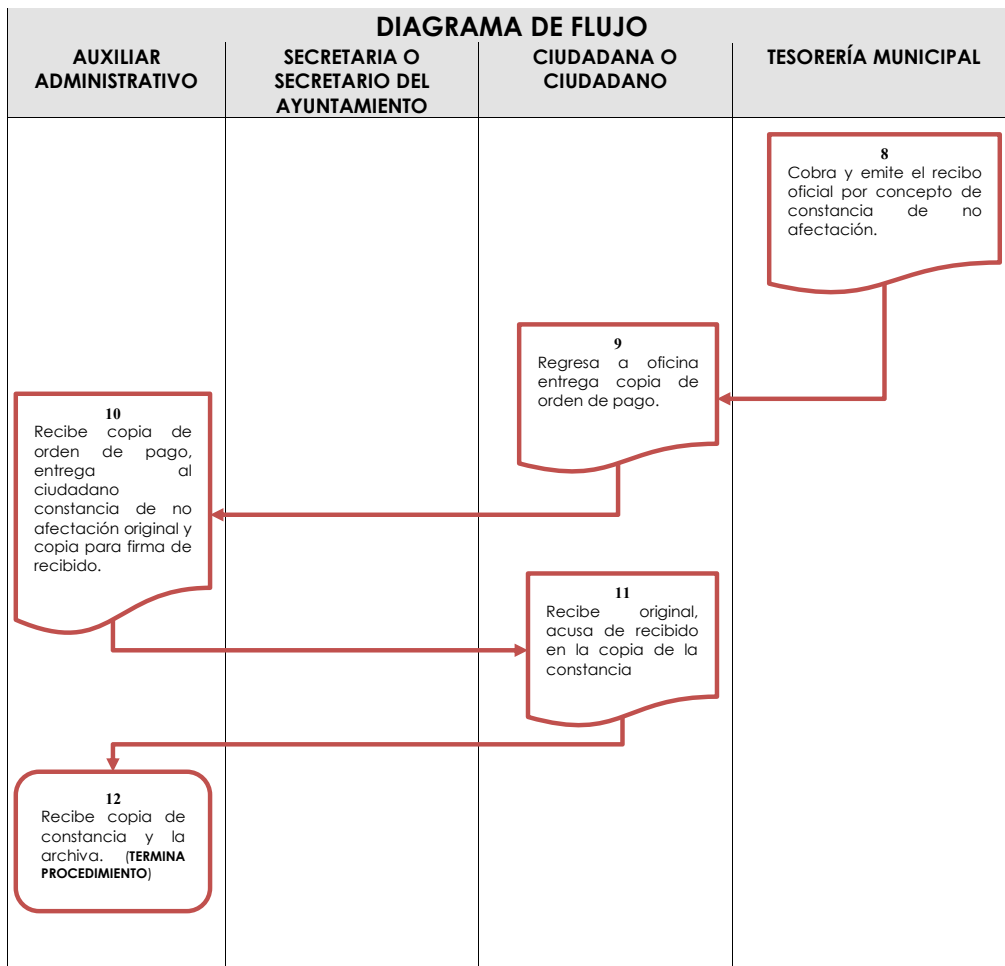 DIAGRAMA DE FLUJO
AUXILIAR
ADMINISTRATIVO
SECRETARIA O
SECRETARIO DEL
AYUNTAMIENTO
CIUDADANA O
CIUDADANO
TESORERÍA MUNICIPAL
8
Cobra y emite el recibo
oficial por concepto de
constancia de no
afectación.
9
Regresa a oficina
entrega copia de
orden de pago.
10
Recibe copia de
orden de pago,
entrega al
ciudadano
constancia de no
afectación original y
copia para firma de
recibido.
11
Recibe original,
acusa de recibido
en la copia de la
constancia
12
Recibe copia de
constancia y la
archiva. (TERMINA
PROCEDIMIENTO)